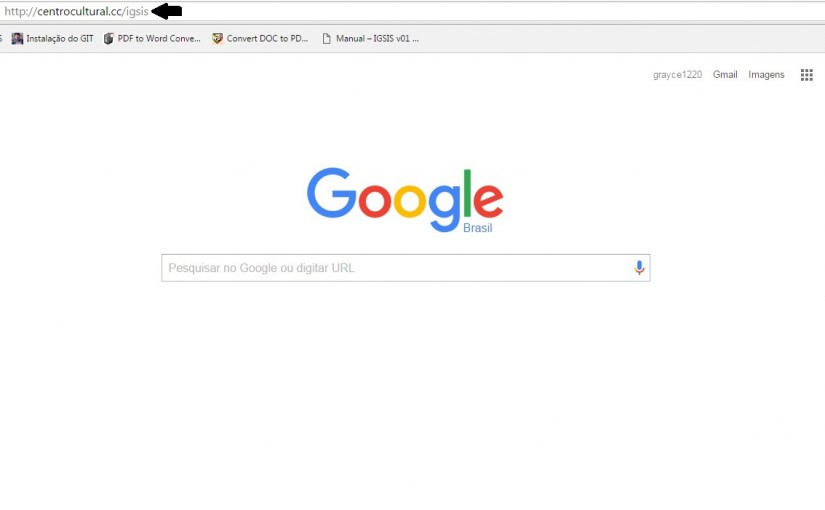 http://centrocultural.cc/igsis
S Instalação do GIT PDF to Word Conve... Convert DOC to PD... Manual – IGSIS v01 ...
grayce1220 Gmail Imagens
Google
Brasil
Pesquisar no Google ou digitar URL